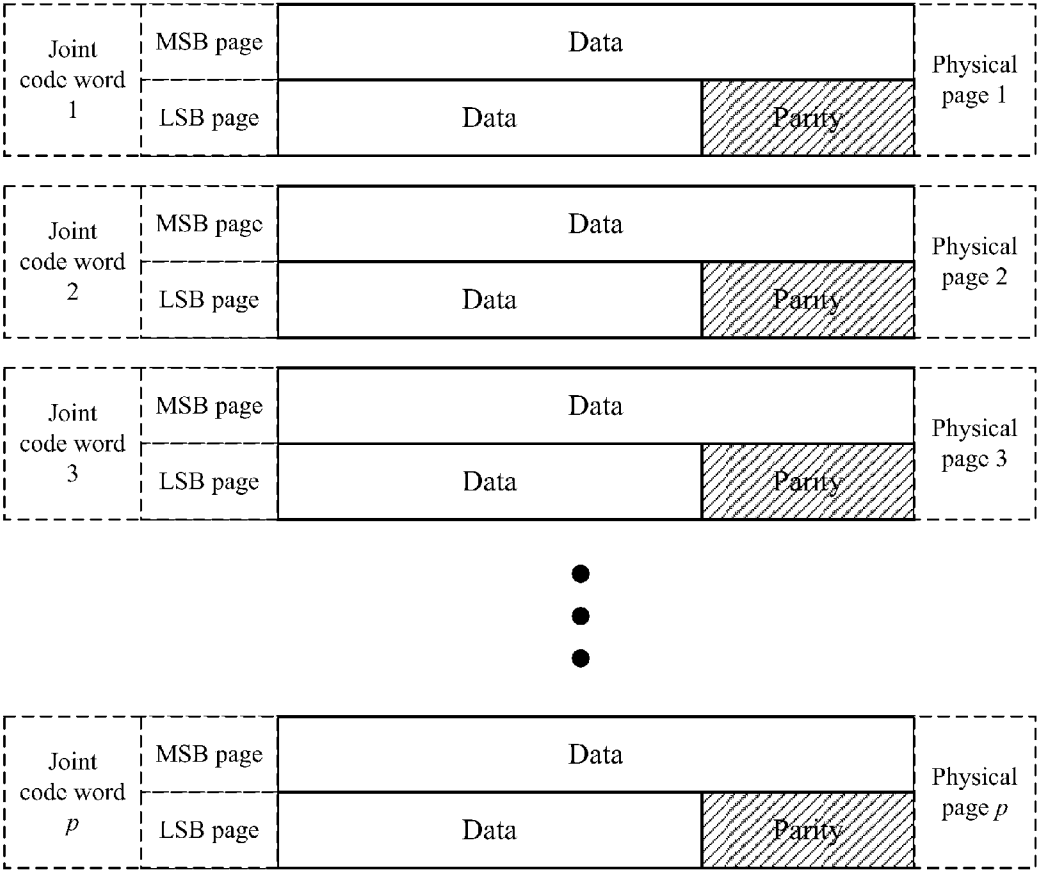 Joint
code word
1
MSB page
Data
LSB page
Data
Parity
Physical
page 1
Joint
code word
2
MSB page
Data
LSB page
Data
Parity
Physical
page 2
Joint
code word
3
MSB page
Data
LSB page
Data
Parity
Physical
page 3
Joint
code word
p
MSB page
Data
LSB page
Data
Parity
Physical
page p